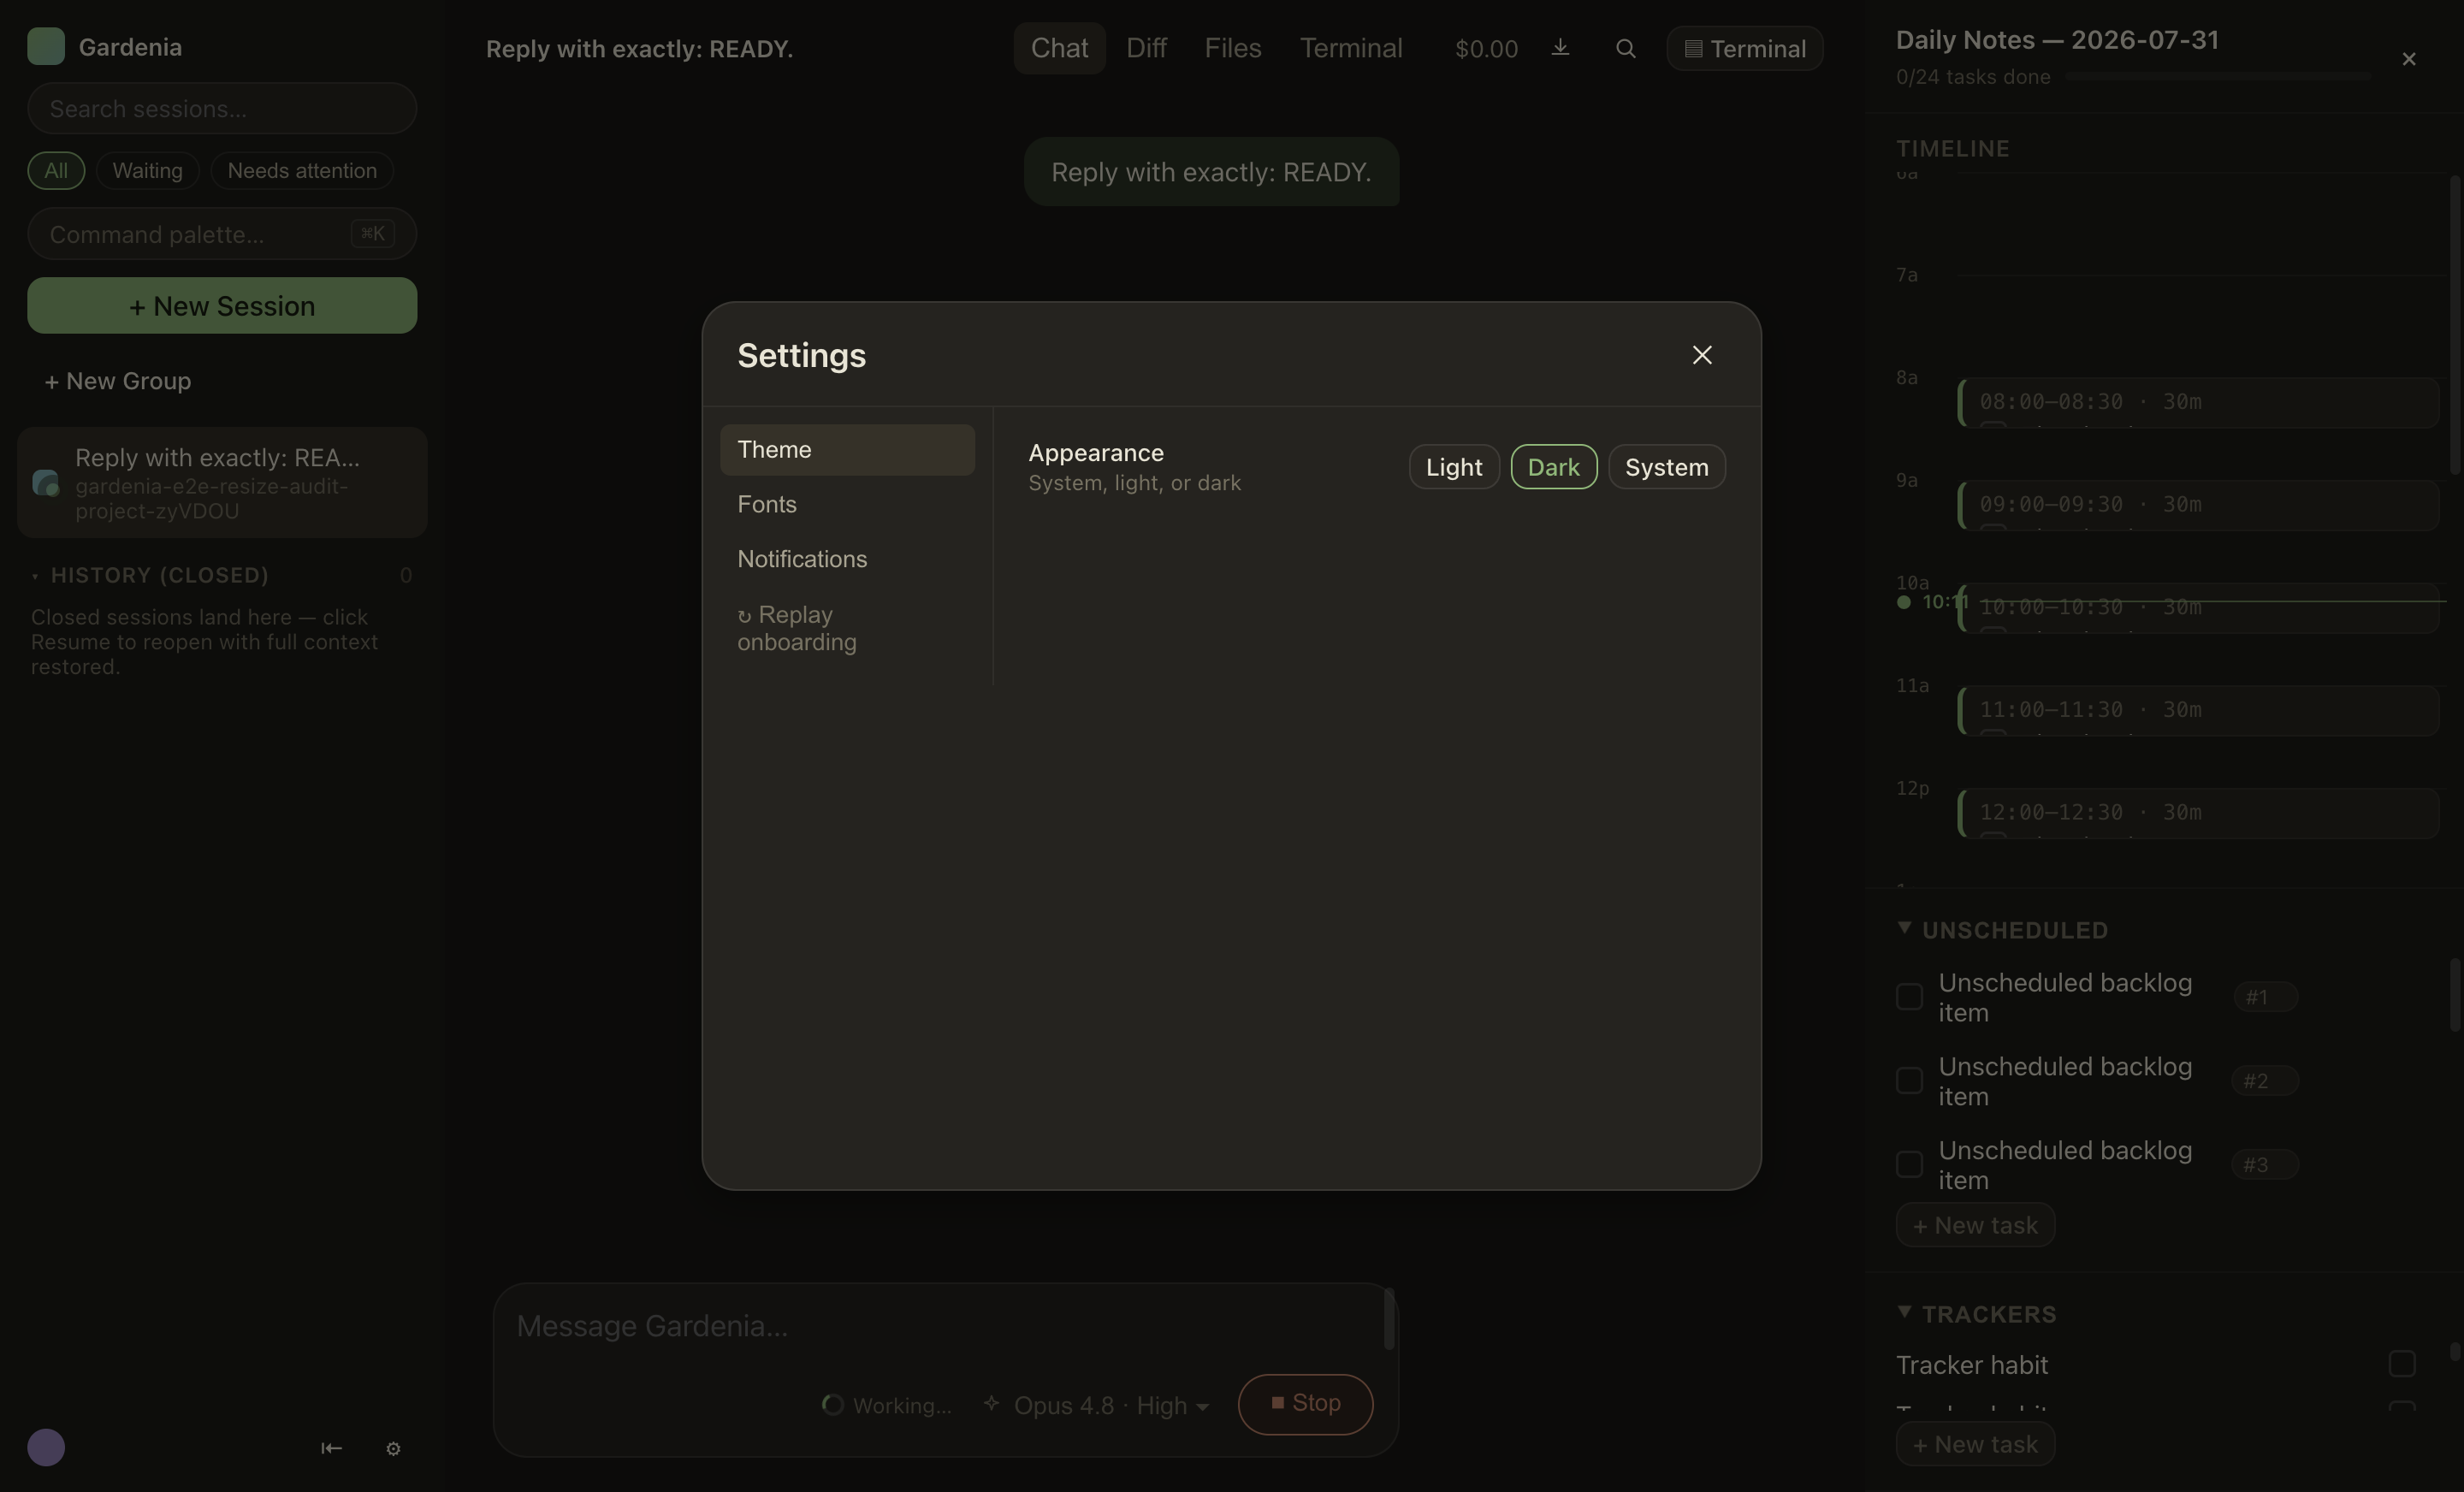 Gardenia
Search sessions...
All
Waiting
Needs attention
Command palette...
⌘K
+ New Session
+ New Group
Reply with exactly: REA...
gardenia-e2e-resize-audit-
project-zyVDOU
HISTORY (CLOSED)
0
Closed sessions land here — click
Resume to reopen with full context
restored.
Reply with exactly: READY.
Chat
Diff
Files
Terminal
$0.00
Terminal
Reply with exactly: READY.
Settings
Theme
Fonts
Notifications
↻ Replay
onboarding
Appearance
System, light, or dark
Light
Dark
System
Message Gardenia...
Working...
Opus 4.8 · High
Stop
Daily Notes — 2026-07-31
0/24 tasks done
TIMELINE
6a
7a
8a
08:00–08:30 · 30m
9a
09:00–09:30 · 30m
10a
10:11
10:00–10:30 · 30m
11a
11:00–11:30 · 30m
12p
12:00–12:30 · 30m
UNSCHEDULED
Unscheduled backlog
item
#1
Unscheduled backlog
item
#2
Unscheduled backlog
item
#3
+ New task
TRACKERS
Tracker habit
+ New task